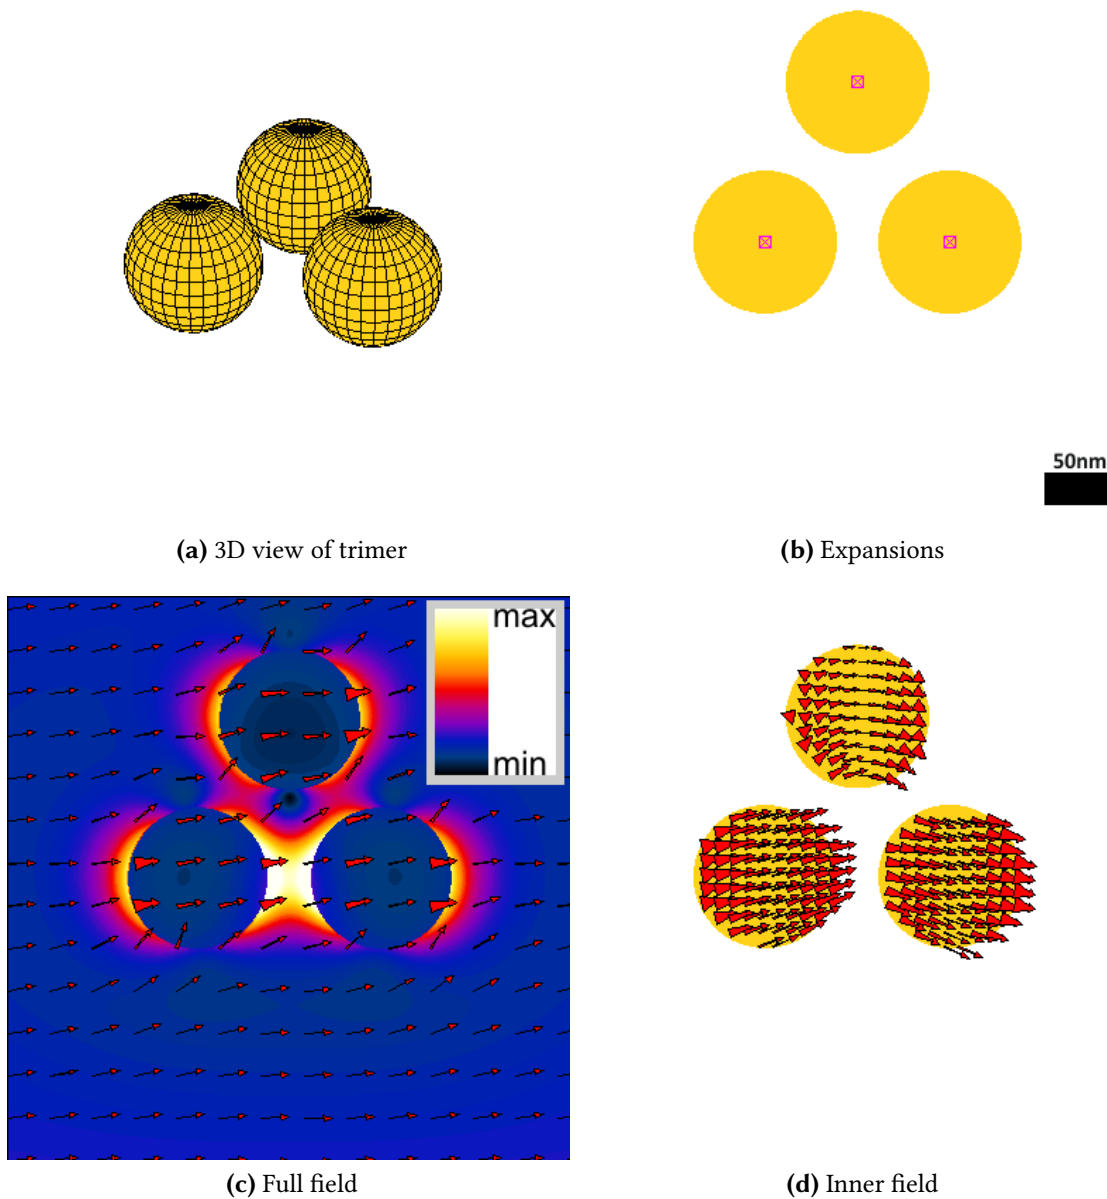 50nm
(a) 3D view of trimer
(b) Expansions
max
min
(c) Full field
(d) Inner field